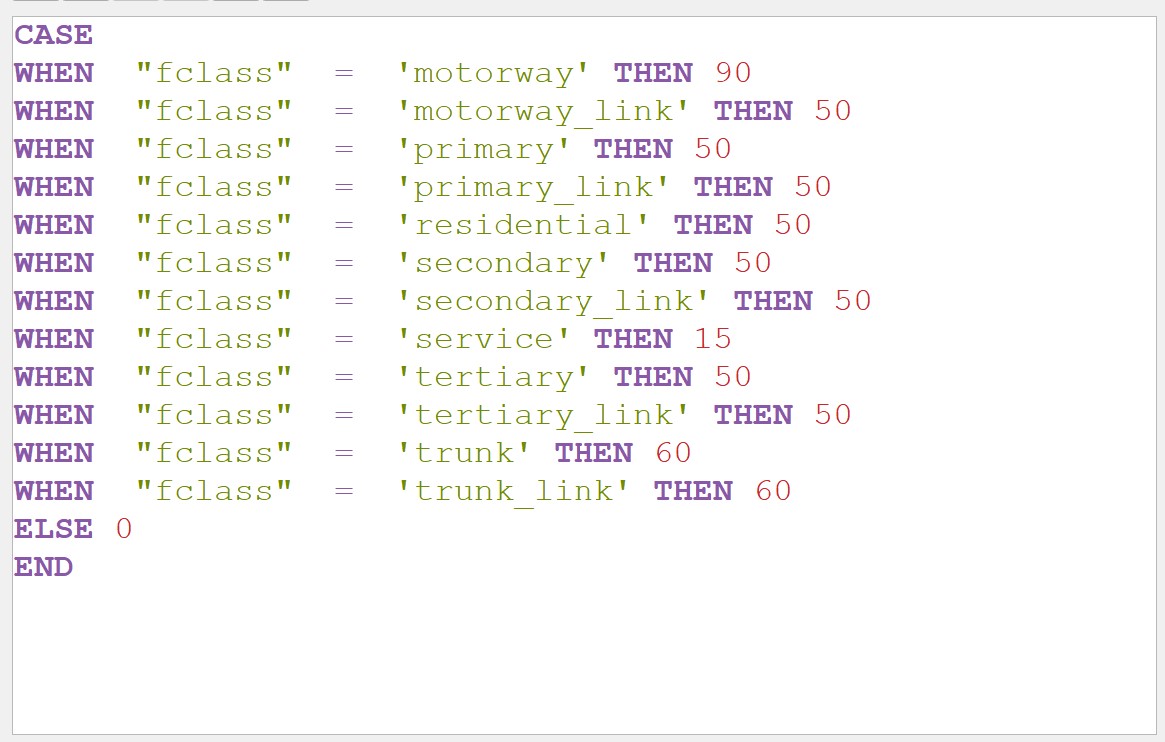 CASE
WHEN  "fclass"  =  'motorway' THEN 90
WHEN  "fclass"  =  'motorway_link' THEN 50
WHEN  "fclass"  =  'primary' THEN 50
WHEN  "fclass"  =  'primary_link' THEN 50
WHEN  "fclass"  =  'residential' THEN 50
WHEN  "fclass"  =  'secondary' THEN 50
WHEN  "fclass"  =  'secondary_link' THEN 50
WHEN  "fclass"  =  'service' THEN 15
WHEN  "fclass"  =  'tertiary' THEN 50
WHEN  "fclass"  =  'tertiary_link' THEN 50
WHEN  "fclass"  =  'trunk' THEN 60
WHEN  "fclass"  =  'trunk_link' THEN 60
ELSE 0
END